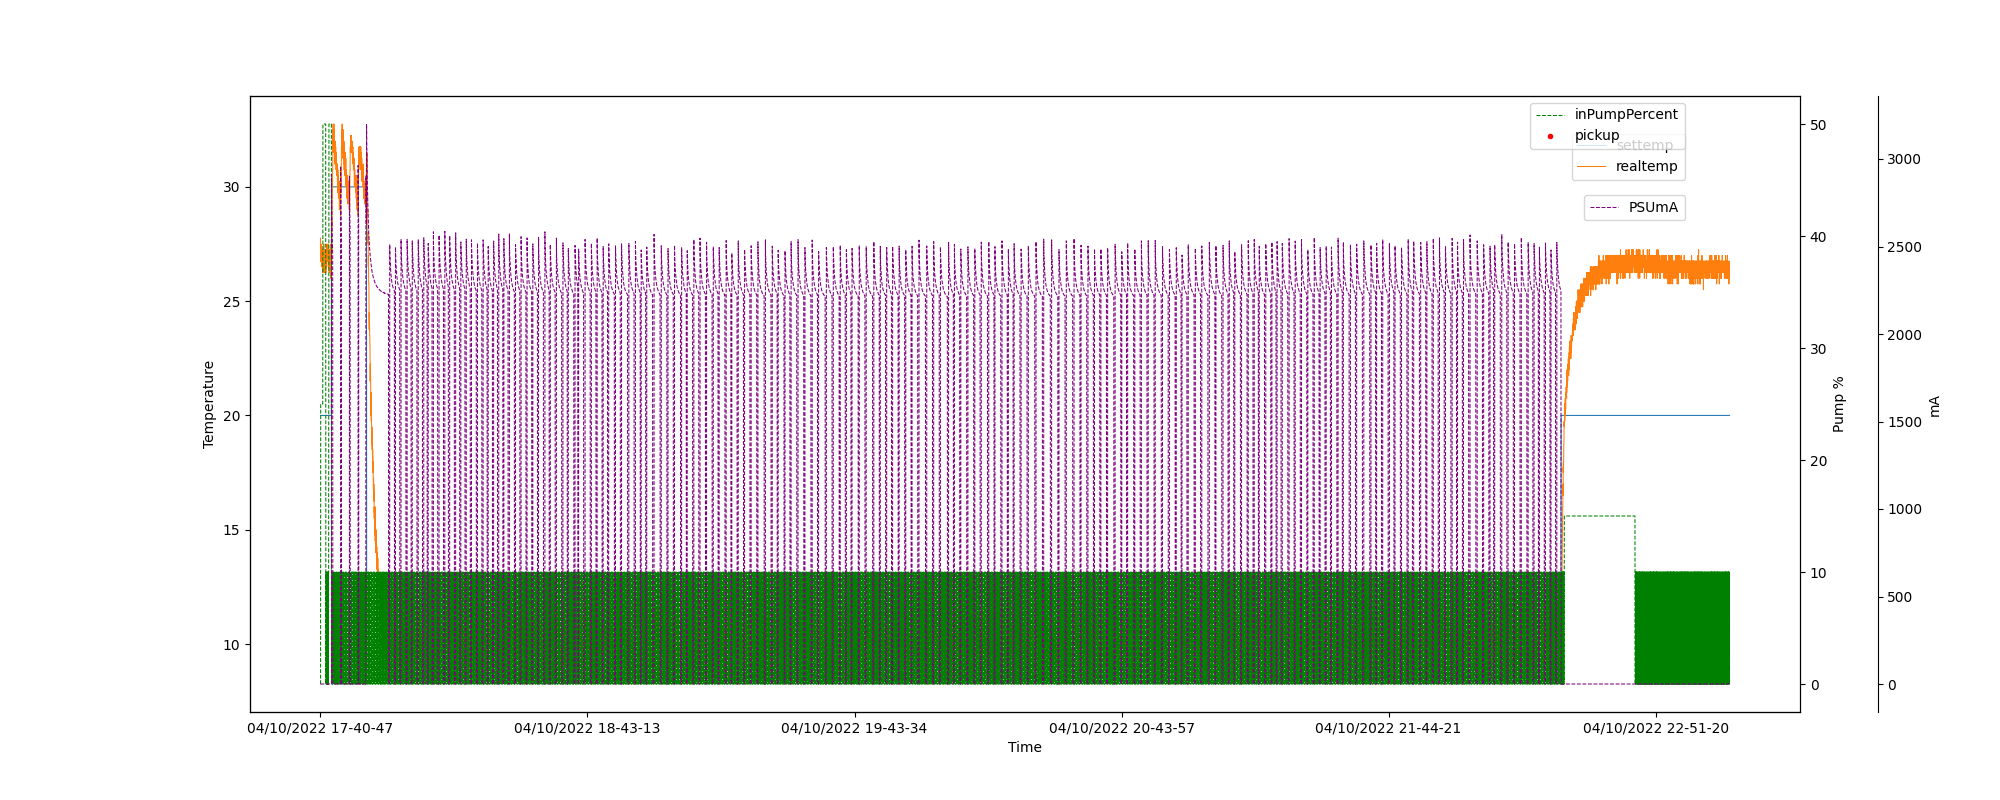 inPumpPercent
pickup
settemp
realtemp
PSUmA
Temperature
30
25
20
15
10
Pump %
50
40
30
20
10
0
mA
3000
2500
2000
1500
1000
500
0
04/10/2022 17-40-47
04/10/2022 18-43-13
04/10/2022 19-43-34
04/10/2022 20-43-57
04/10/2022 21-44-21
04/10/2022 22-51-20
Time